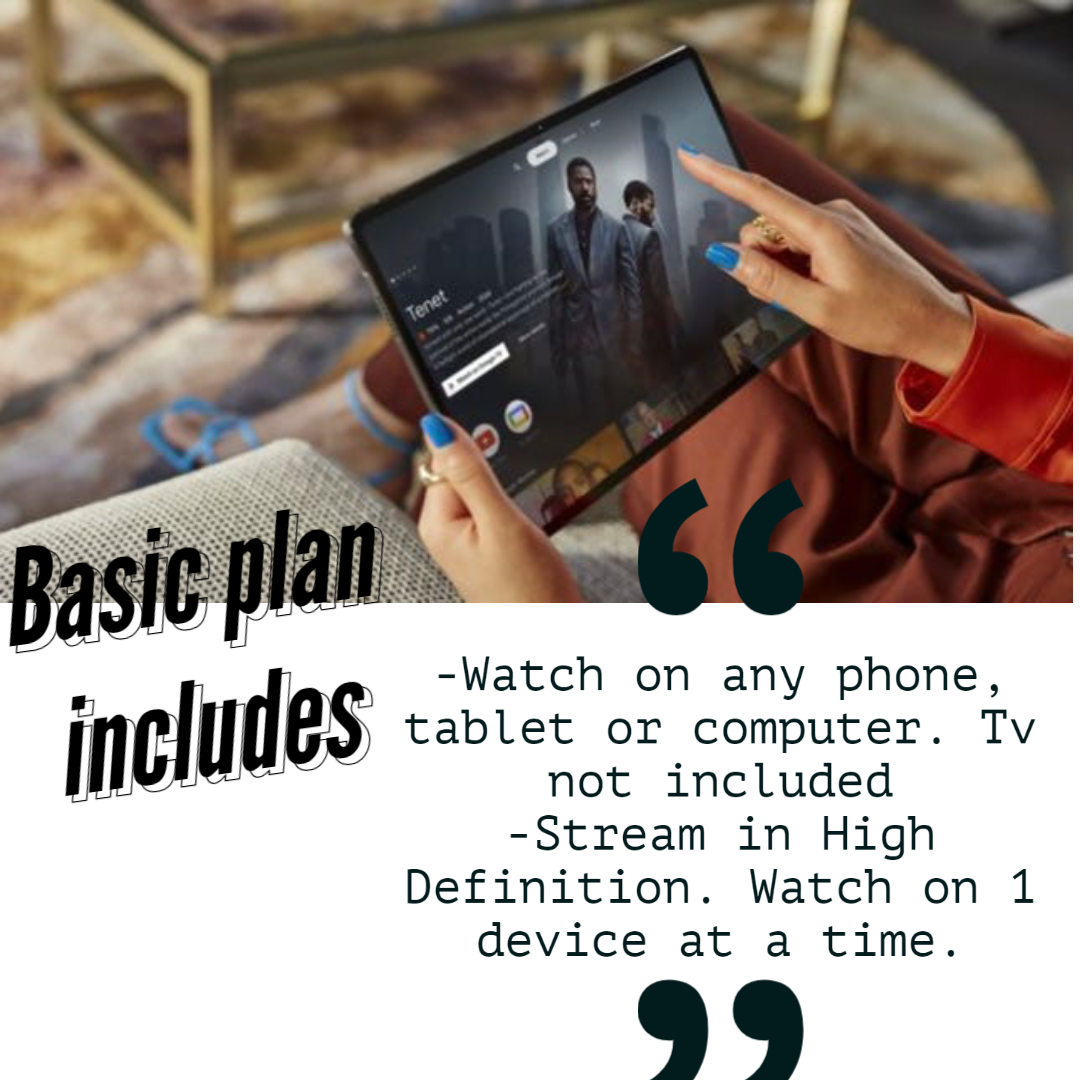 Tenet
Basic plan
includes
“
-Watch on any phone,
tablet or computer. Tv
not included
-Stream in High
Definition. Watch on 1
device at a time.
”